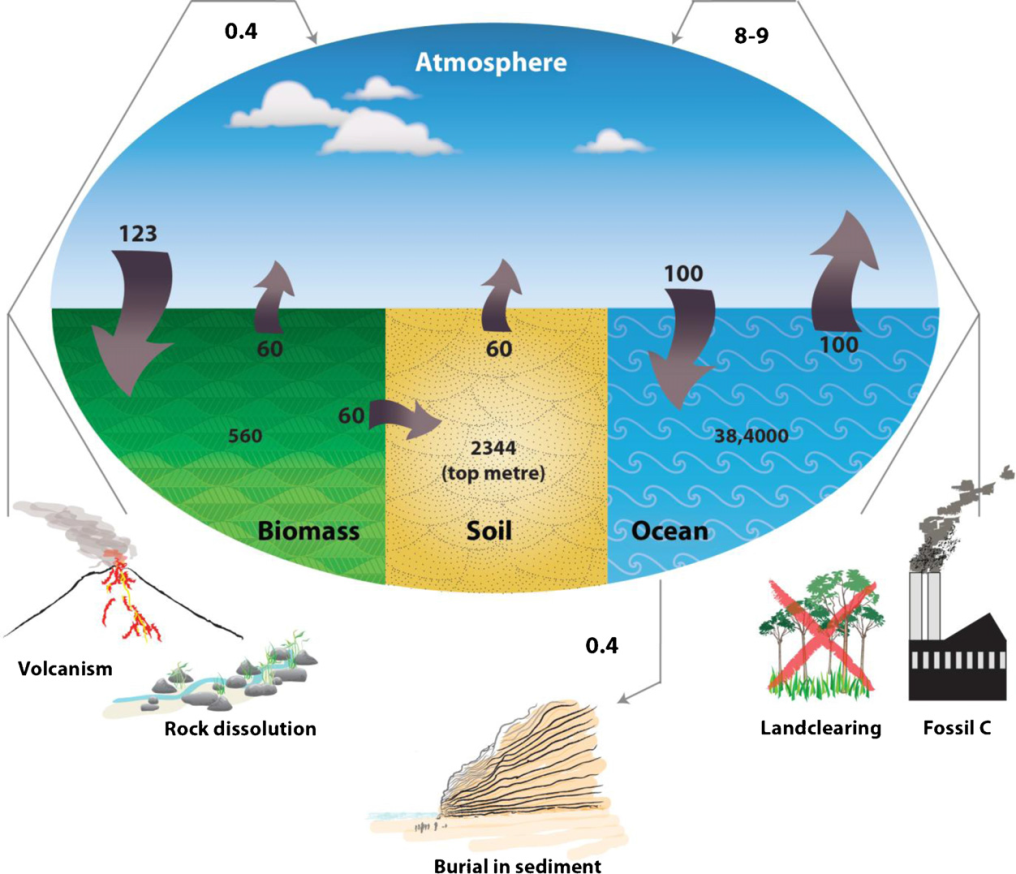 0.4
8-9
Atmosphere
123
100
60
60
100
60
560
2344
(top metre)
38,4000
Biomass
Soil
Ocean
0.4
Volcanism
Rock dissolution
Landclearing
Fossil C
Burial in sediment